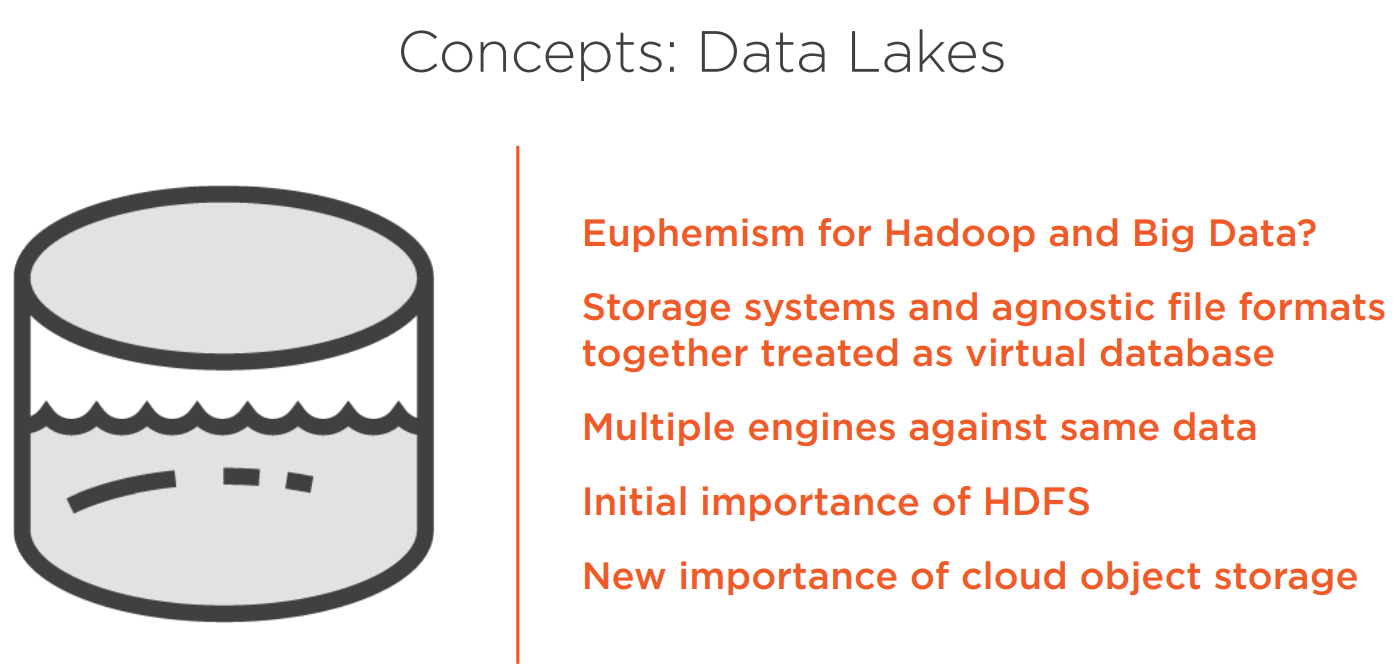 Concepts: Data Lakes
Euphemism for Hadoop and Big Data?
Storage systems and agnostic file formats
together treated as virtual database
Multiple engines against same data
Initial importance of HDFS
New importance of cloud object storage